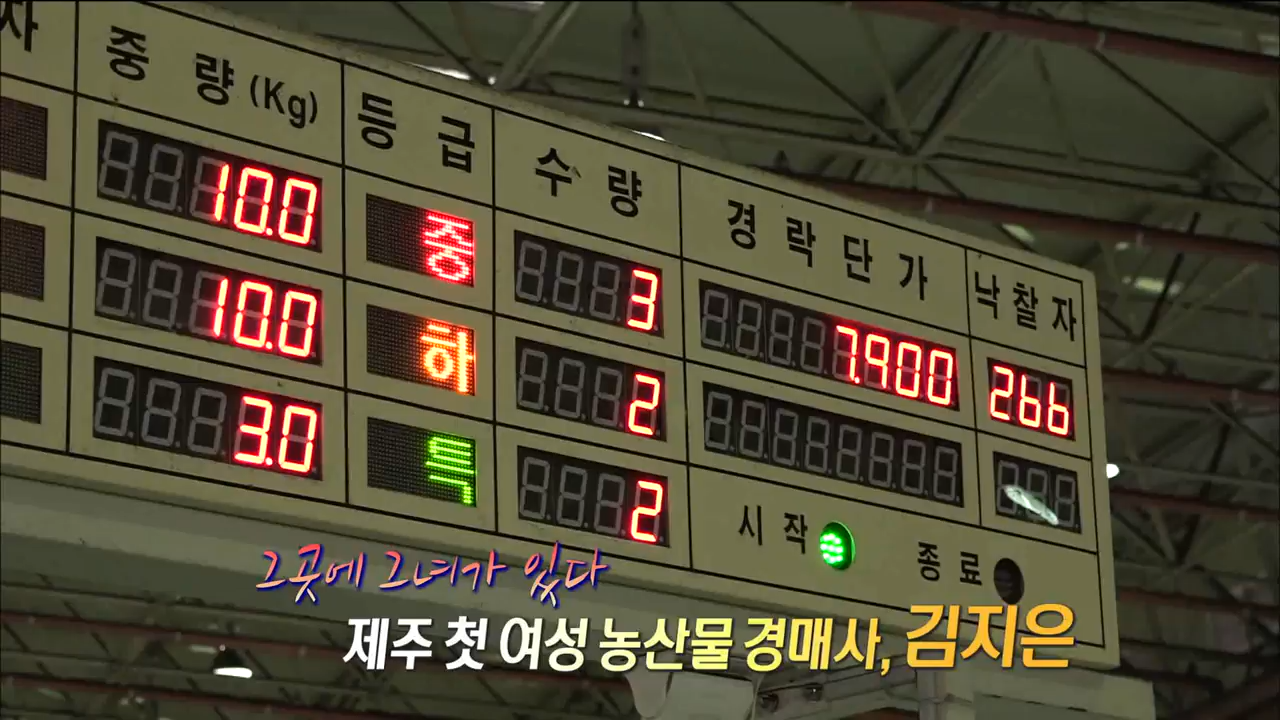 자 중 량 (Kg) 등 급 수 량 경 락 단 가 낙 찰 자
10.0 중 3 7.900 266
10.0 하 2
3.0 특 2
시 작 종 료
그곳에 그녀가 있다
제주 첫 여성 농산물 경매사, 김지은